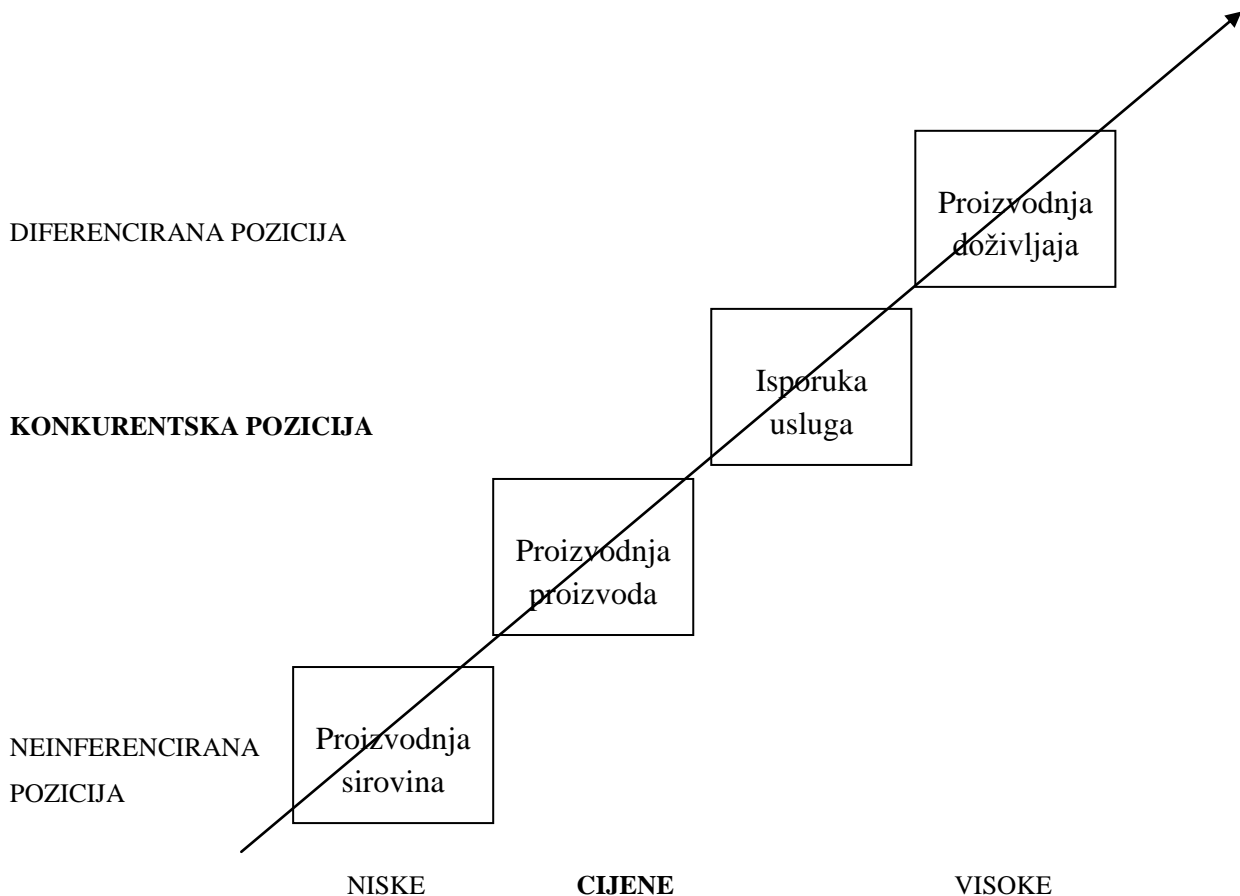 Proizvodnja
doživljaja
DIFERENCIRANA POZICIJA
Isporuka
usluga
KONKURENTSKA POZICIJA
Proizvodnja
proizvoda
NEINFERENCIRANA
POZICIJA
Proizvodnja
sirovina
NISKE CIJENE VISOKE